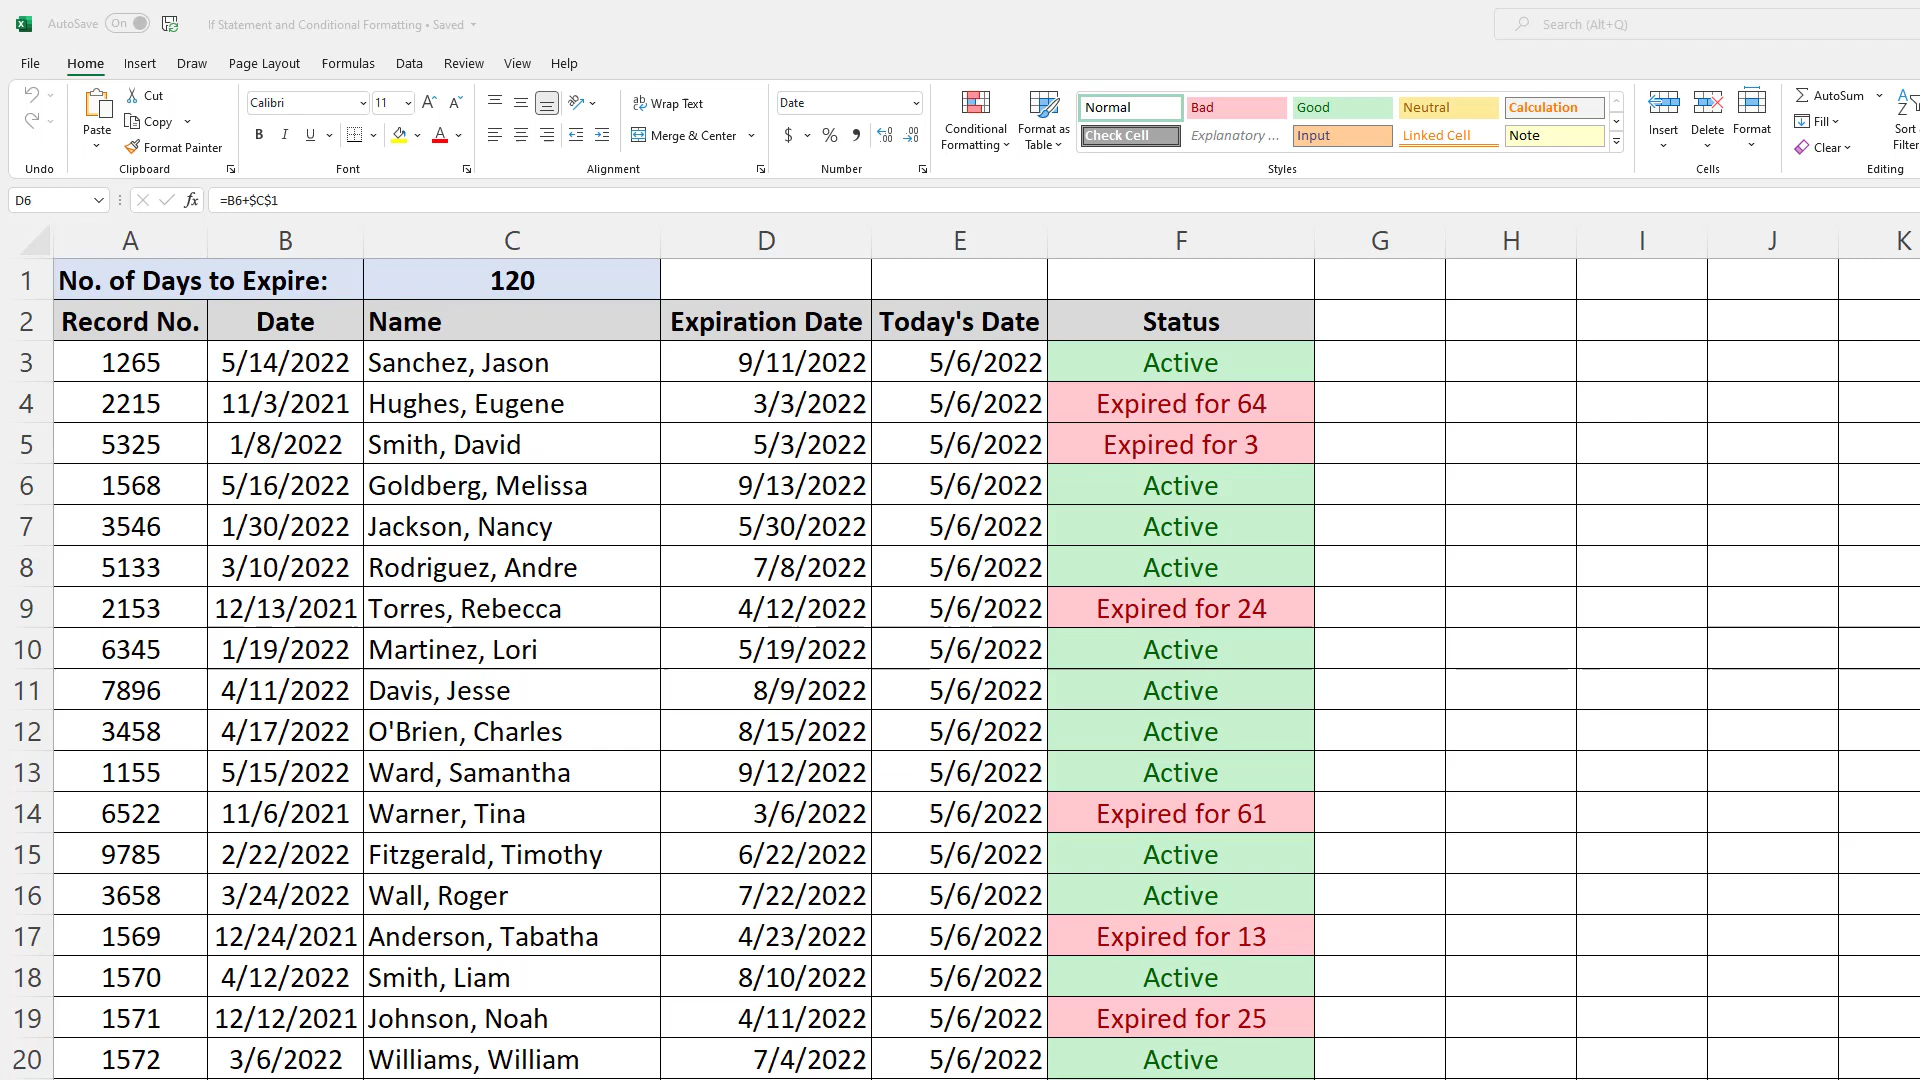 AutoSave On If Statement and Conditional Formatting • Saved Search (Alt+Q)
File Home Insert Draw Page Layout Formulas Data Review View Help
Undo
Paste Cut
Copy
Format Painter
Clipboard
Calibri 11
B I U A
Font
ab Wrap Text
Merge & Center
Alignment
Date
$ % 9
Number
Conditional Formatting
Format as Table
Normal Bad Good Neutral Calculation
Check Cell Explanatory ... Input Linked Cell Note
Styles
Insert Delete Format
Cells
AutoSum
Fill
Clear
Sort
Filter
Editing
D6 fx =B6+$C$1
A B C D E F G H I J K
1 No. of Days to Expire: 120
2 Record No. Date Name Expiration Date Today's Date Status
3 1265 5/14/2022 Sanchez, Jason 9/11/2022 5/6/2022 Active
4 2215 11/3/2021 Hughes, Eugene 3/3/2022 5/6/2022 Expired for 64
5 5325 1/8/2022 Smith, David 5/3/2022 5/6/2022 Expired for 3
6 1568 5/16/2022 Goldberg, Melissa 9/13/2022 5/6/2022 Active
7 3546 1/30/2022 Jackson, Nancy 5/30/2022 5/6/2022 Active
8 5133 3/10/2022 Rodriguez, Andre 7/8/2022 5/6/2022 Active
9 2153 12/13/2021 Torres, Rebecca 4/12/2022 5/6/2022 Expired for 24
10 6345 1/19/2022 Martinez, Lori 5/19/2022 5/6/2022 Active
11 7896 4/11/2022 Davis, Jesse 8/9/2022 5/6/2022 Active
12 3458 4/17/2022 O'Brien, Charles 8/15/2022 5/6/2022 Active
13 1155 5/15/2022 Ward, Samantha 9/12/2022 5/6/2022 Active
14 6522 11/6/2021 Warner, Tina 3/6/2022 5/6/2022 Expired for 61
15 9785 2/22/2022 Fitzgerald, Timothy 6/22/2022 5/6/2022 Active
16 3658 3/24/2022 Wall, Roger 7/22/2022 5/6/2022 Active
17 1569 12/24/2021 Anderson, Tabatha 4/23/2022 5/6/2022 Expired for 13
18 1570 4/12/2022 Smith, Liam 8/10/2022 5/6/2022 Active
19 1571 12/12/2021 Johnson, Noah 4/11/2022 5/6/2022 Expired for 25
20 1572 3/6/2022 Williams, William 7/4/2022 5/6/2022 Active